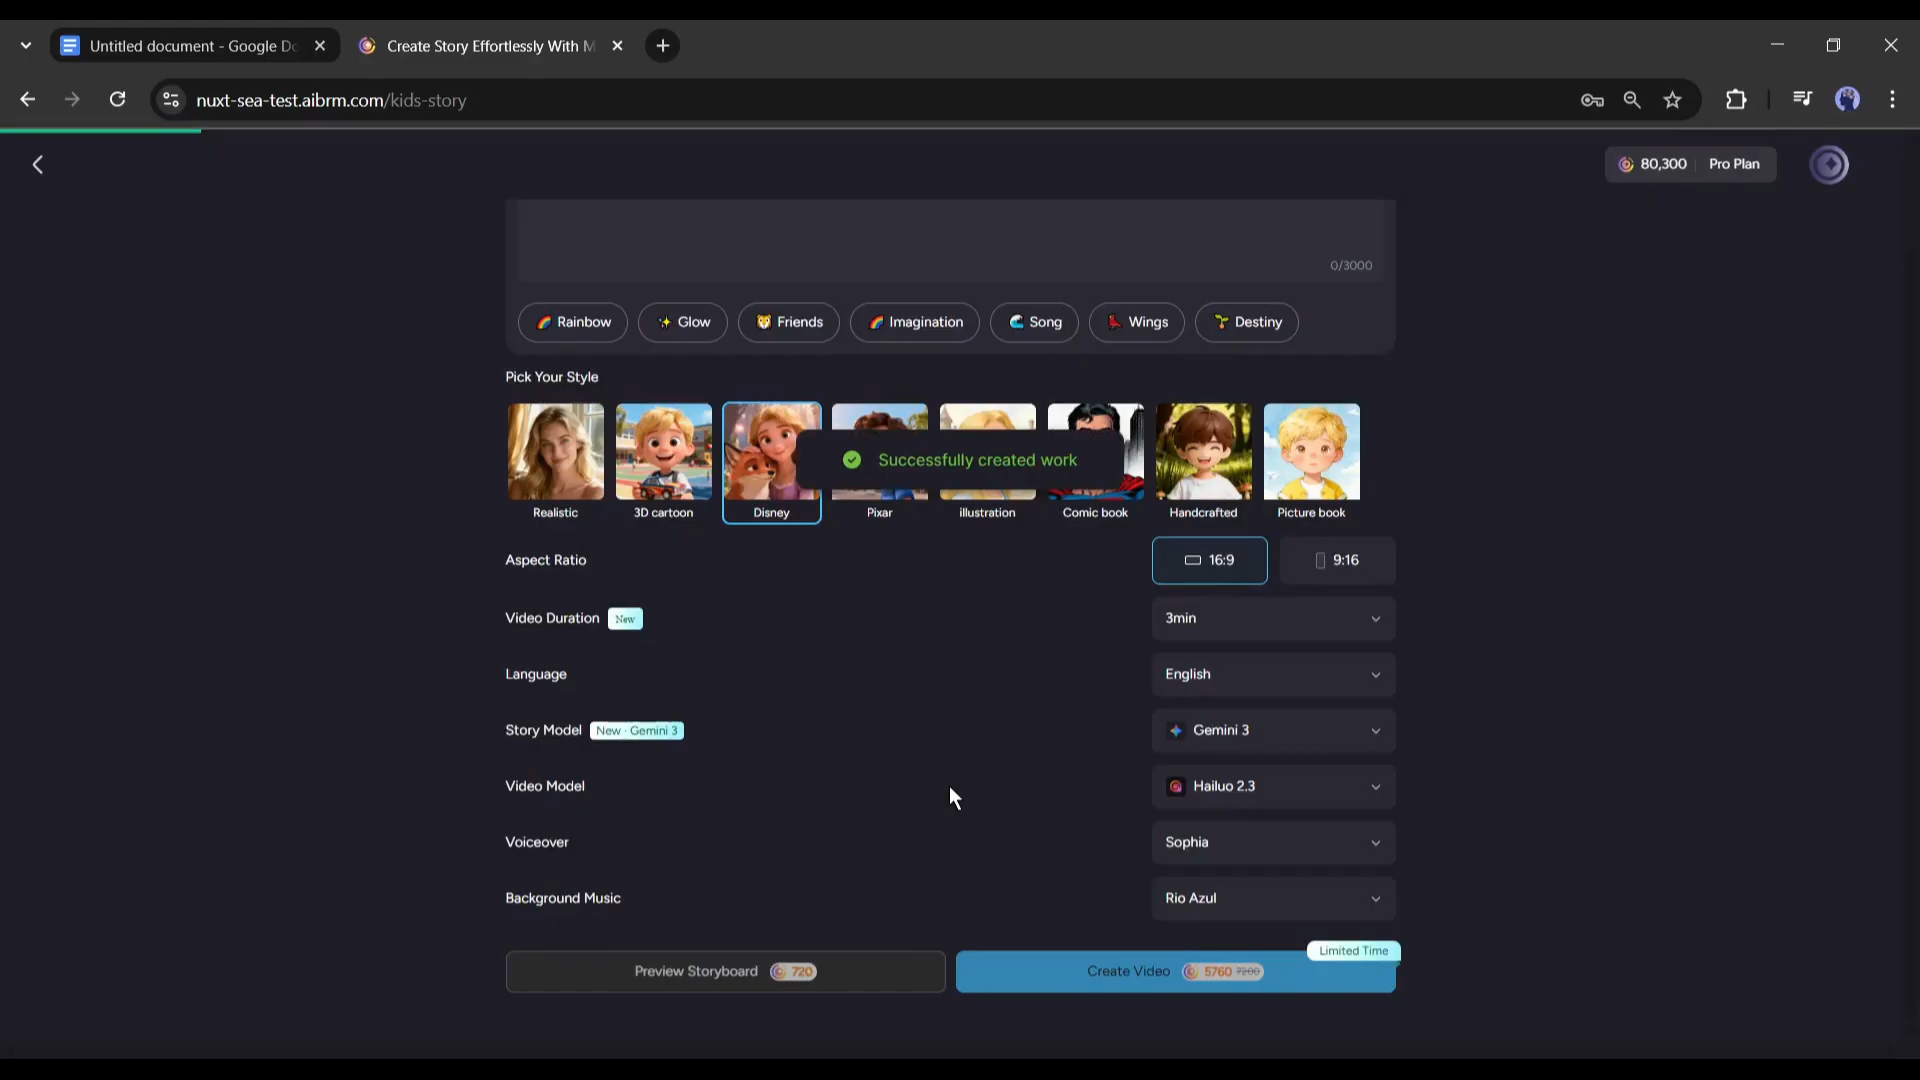 Untitled document - Google Do
Create Story Effortlessly With M
nuxt-sea-test.aibrm.com/kids-story
80,300 Pro Plan
0/3000
Rainbow Glow Friends Imagination Song Wings Destiny
Pick Your Style
Successfully created work
Realistic 3D cartoon Disney Pixar illustration Comic book Handcrafted Picture book
Aspect Ratio 16:9 9:16
Video Duration New 3min
Language English
Story Model New · Gemini 3 Gemini 3
Video Model Hailuo 2.3
Voiceover Sophia
Background Music Rio Azul
Limited Time
Preview Storyboard 720 Create Video 5760 7200